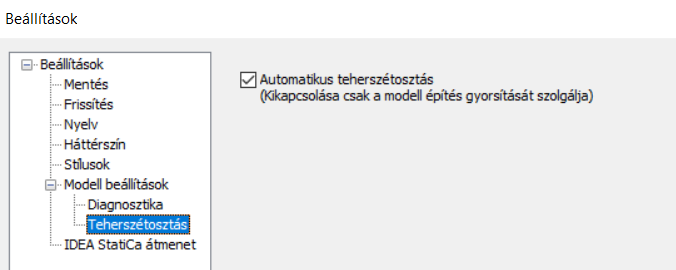 Beállítások
Beállítások
Mentés
Frissítés
Nyelv
Háttérszín
Stílusok
Modell beállítások
Diagnosztika
Teherszétosztás
IDEA StatiCa átmenet
Automatikus teherszétosztás
(Kikapcsolása csak a modell építés gyorsítását szolgálja)